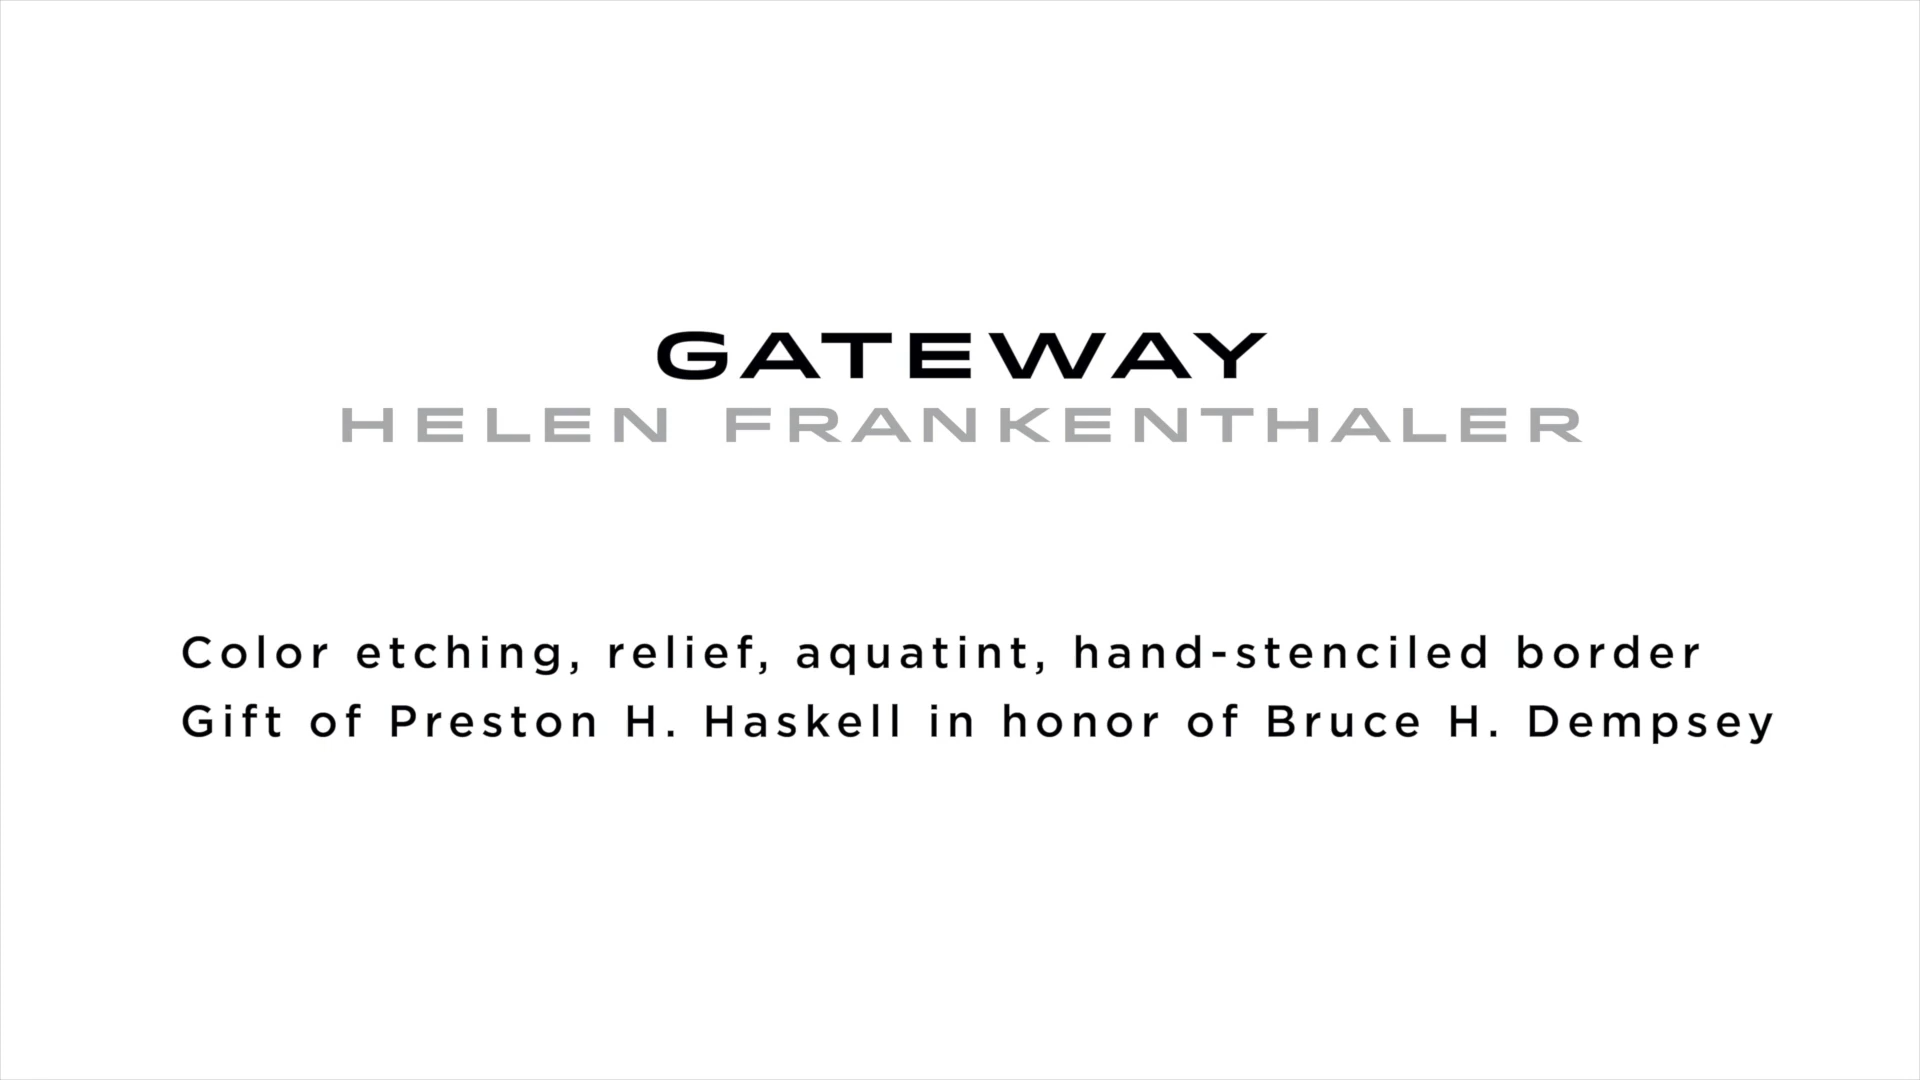 GATEWAY
HELEN FRANKENTHALER
Color etching, relief, aquatint, hand-stenciled border
Gift of Preston H. Haskell in honor of Bruce H. Dempsey